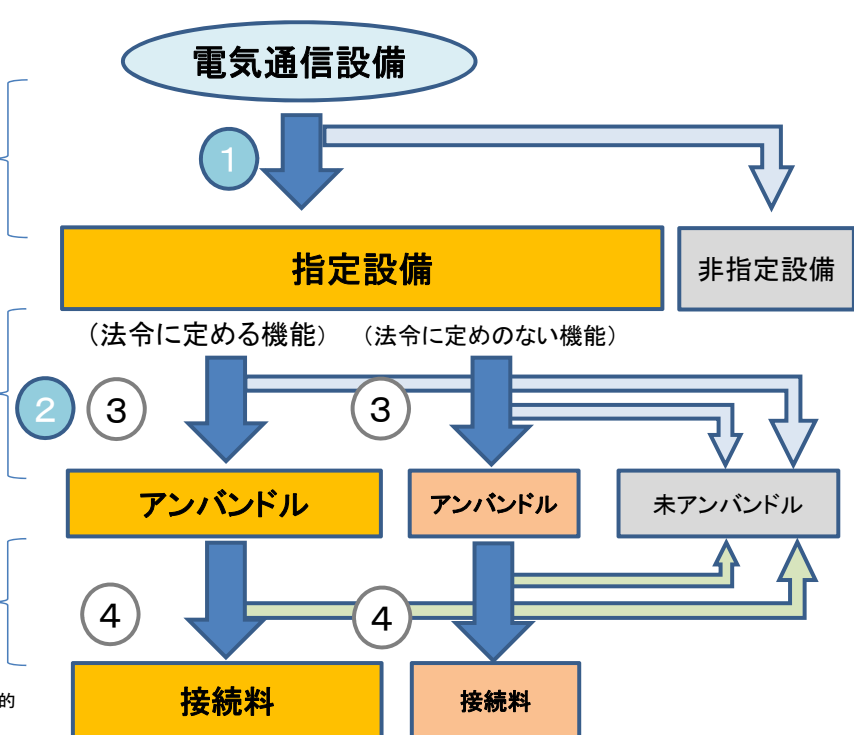 電気通信設備
1
指定設備
非指定設備
(法令に定める機能)
(法令に定めのない機能)
2
3
3
アンバンドル
アンバンドル
未アンバンドル
4
4
的
接続料
接続料